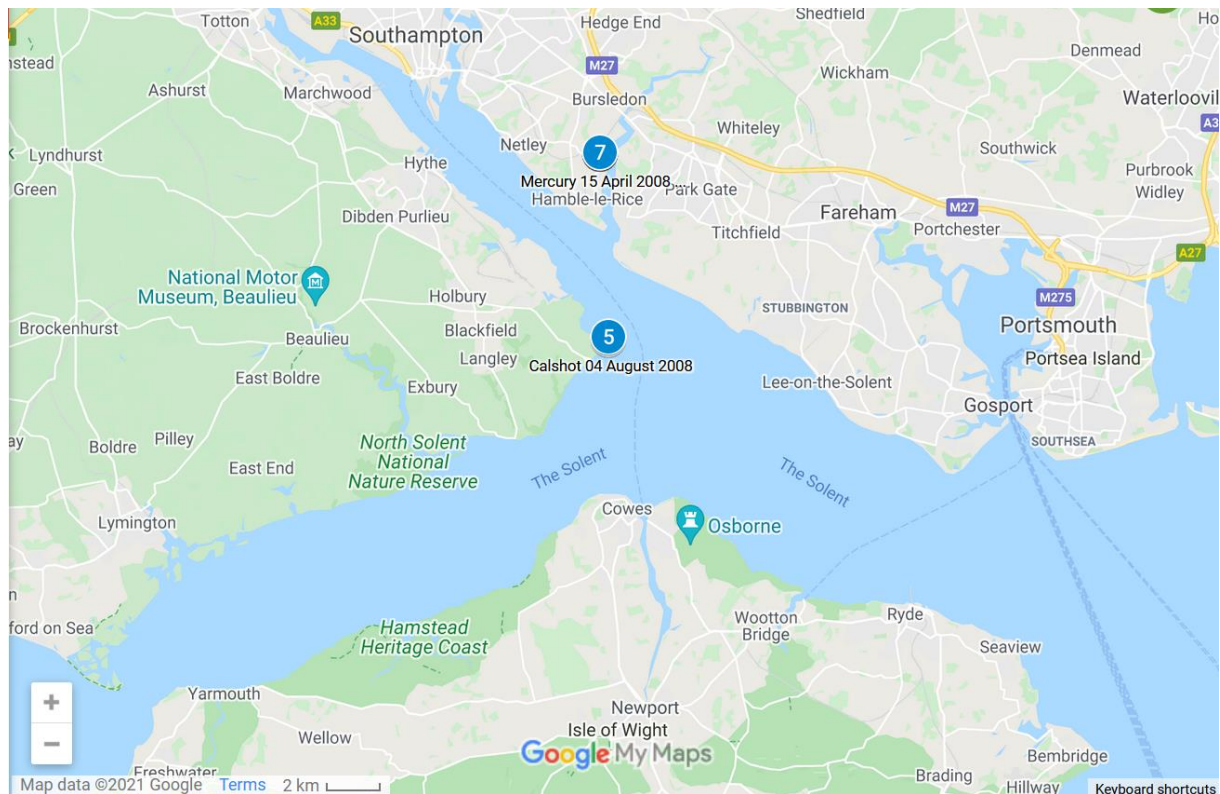 Totton
A33
Southampton
Hedge End
Shedfield
Ho
nstead
M27
Denmead
Ashurst
Marchwood
Bursledon
Wickham
Waterloovil
A3
Netley
Whiteley
Lyndhurst
Hythe
7
Southwick
Green
Mercury 15 April 2008...
Park Gate
Purbrook
Widley
Hamble-le-Rice
Dibden Purlieu
Fareham
M27
Portchester
Titchfield
A27
National Motor
Museum, Beaulieu
Holbury
STUBBINGTON
M275
Brockenhurst
Beaulieu
Blackfield
Langley
5
Portsmouth
Portsea Island
Calshot 04 August 2008
East Boldre
Exbury
Lee-on-the-Solent
Gosport
ay
Boldre
Pilley
North Solent
National
Nature Reserve
SOUTHSEA
East End
The Solent
The Solent
Lymington
Cowes
Osborne
n
ford on Sea
Hamstead
Heritage Coast
Wootton
Bridge
Ryde
Seaview
Yarmouth
Newport
Isle of Wight
Wellow
Google My Maps
Bembridge
Freshwater
Brading
Hillway
Map data ©2021 Google
Terms
2 km
Keyboard shortcuts